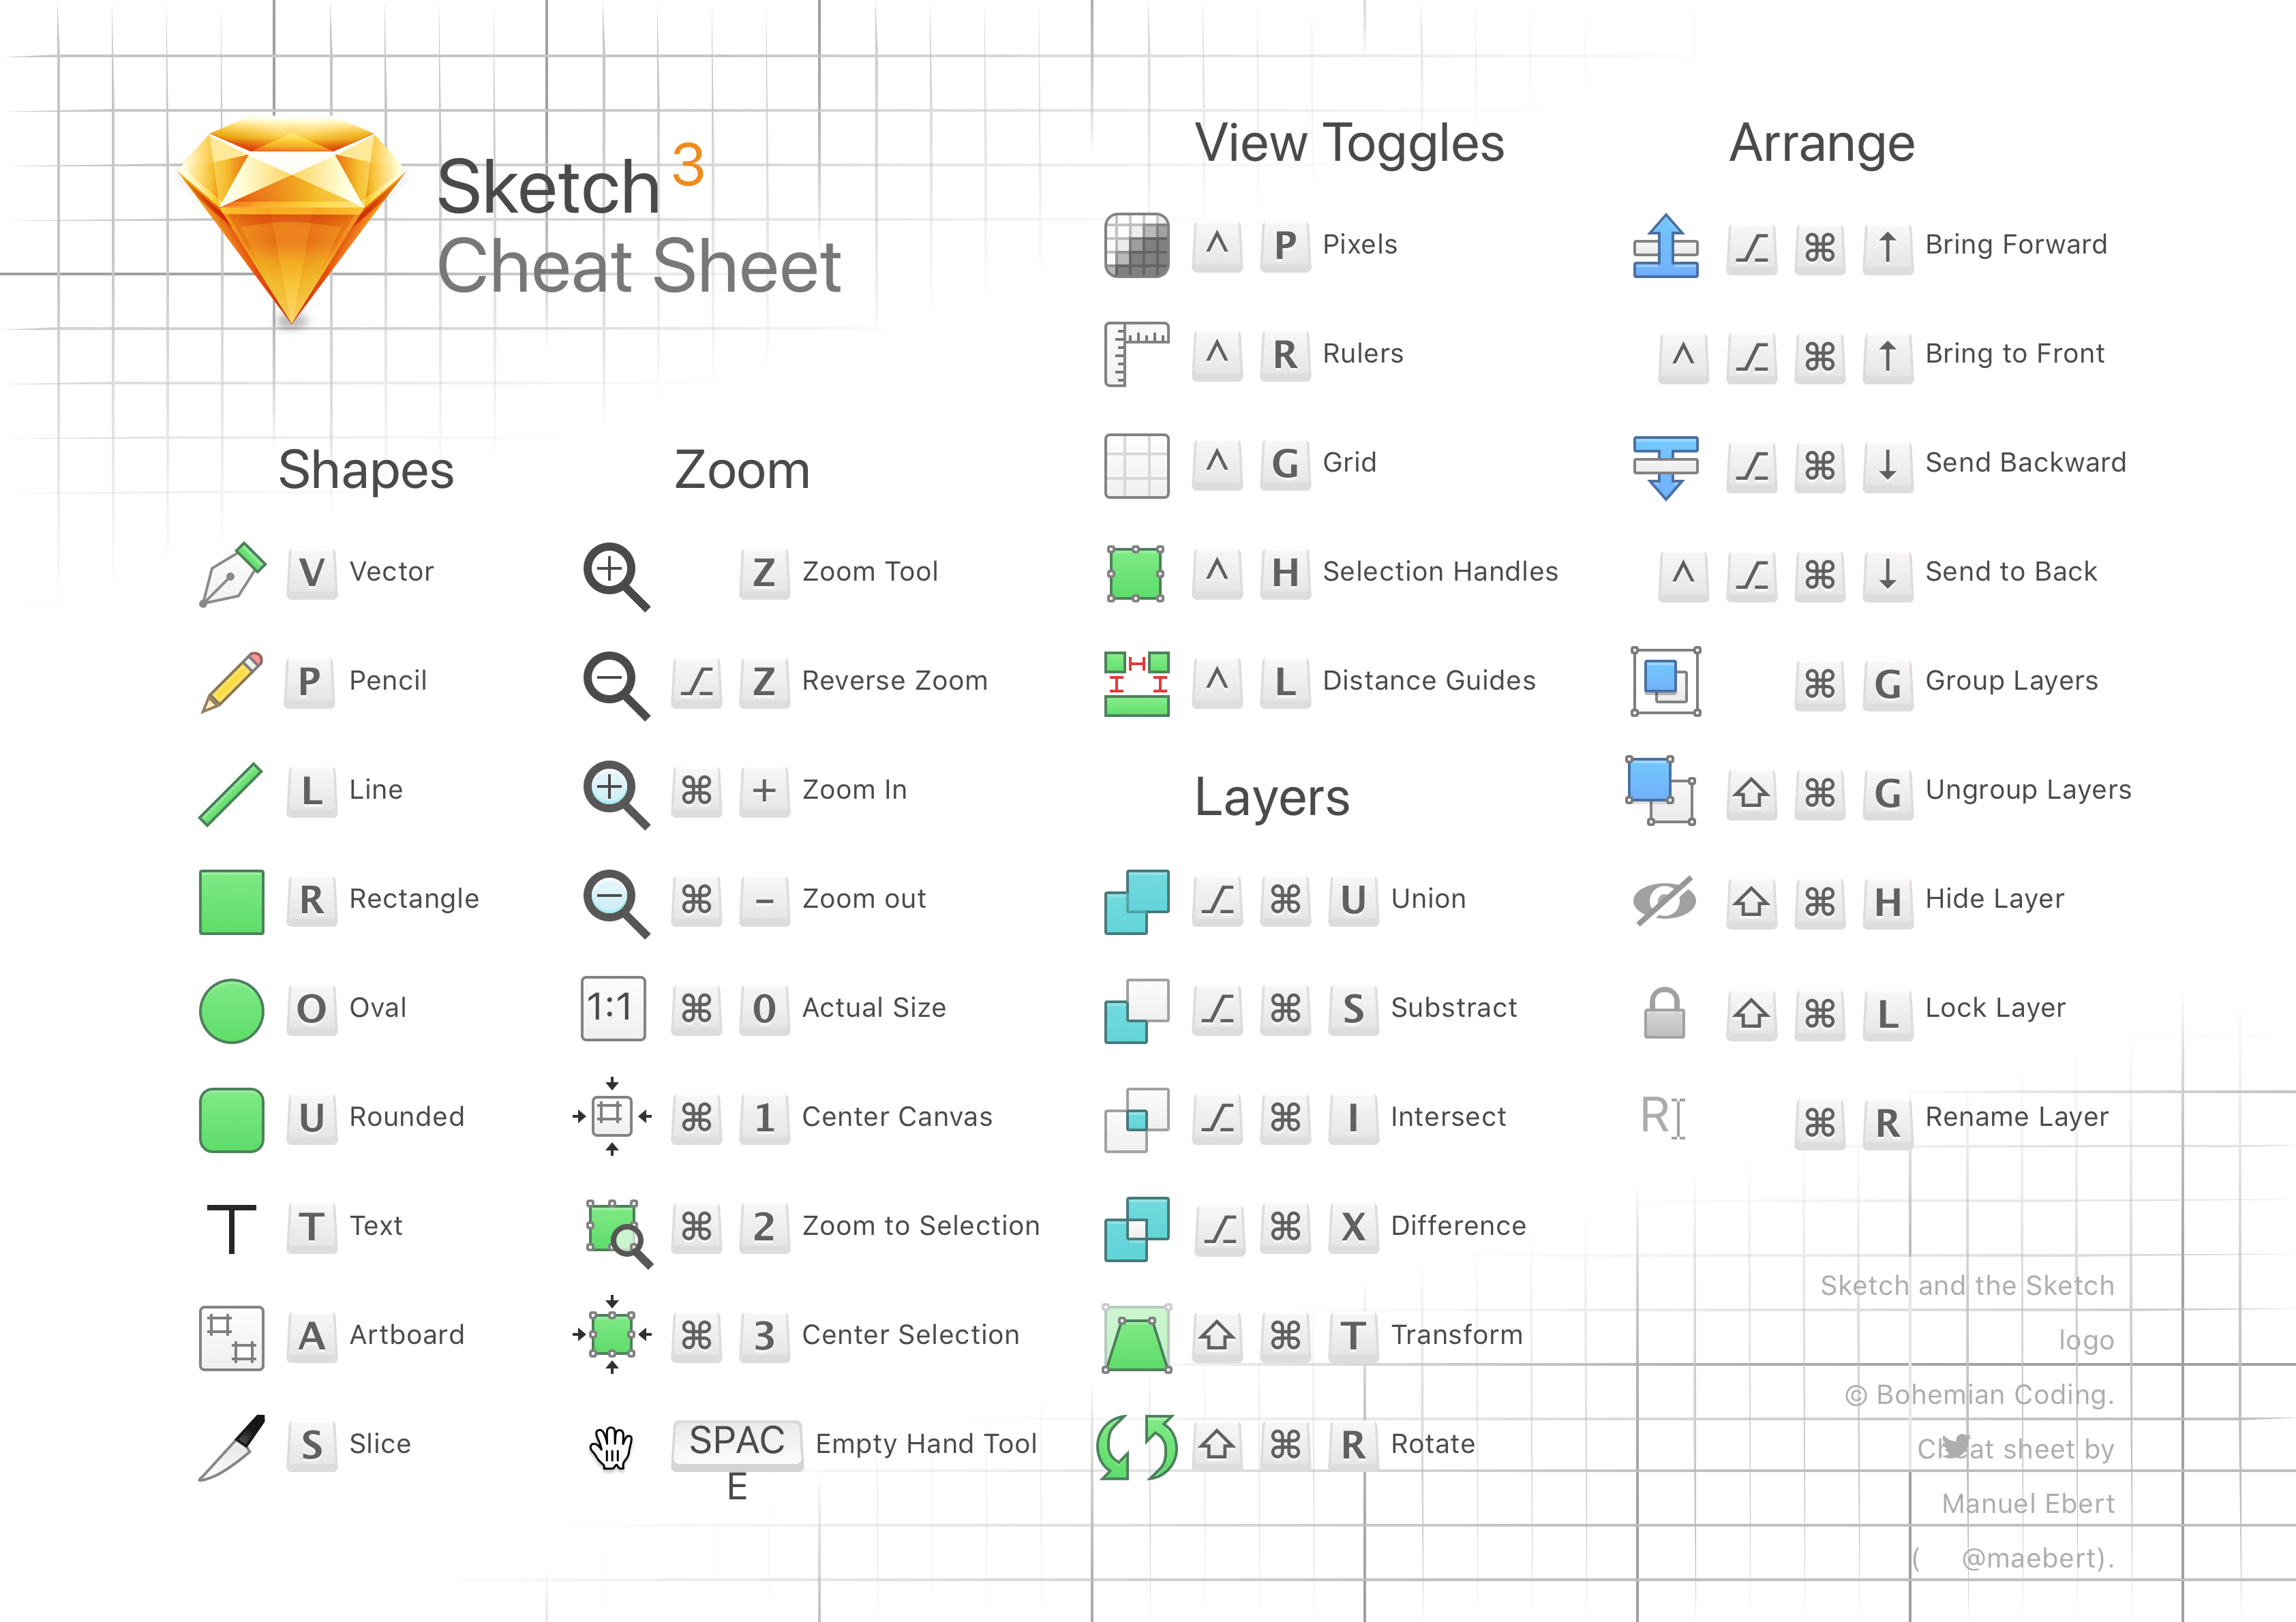 Sketch 3
Cheat Sheet
Shapes
V Vector
P Pencil
L Line
R Rectangle
O Oval
U Rounded
T Text
A Artboard
S Slice
Zoom
Z Zoom Tool
⌥ Z Reverse Zoom
⌘ + Zoom In
⌘ – Zoom out
1:1 ⌘ 0 Actual Size
⌘ 1 Center Canvas
⌘ 2 Zoom to Selection
⌘ 3 Center Selection
SPAC Empty Hand Tool
E
View Toggles
^ P Pixels
^ R Rulers
^ G Grid
^ H Selection Handles
^ L Distance Guides
Layers
⌥ ⌘ U Union
⌥ ⌘ S Substract
⌥ ⌘ I Intersect
⌥ ⌘ X Difference
⇧ ⌘ T Transform
⇧ ⌘ R Rotate
Arrange
⌥ ⌘ ↑ Bring Forward
^ ⌥ ⌘ ↑ Bring to Front
⌥ ⌘ ↓ Send Backward
^ ⌥ ⌘ ↓ Send to Back
⌘ G Group Layers
⇧ ⌘ G Ungroup Layers
⇧ ⌘ H Hide Layer
⇧ ⌘ L Lock Layer
R ⌘ R Rename Layer
Sketch and the Sketch
logo
© Bohemian Coding.
Cheat sheet by
Manuel Ebert
( @maebert).